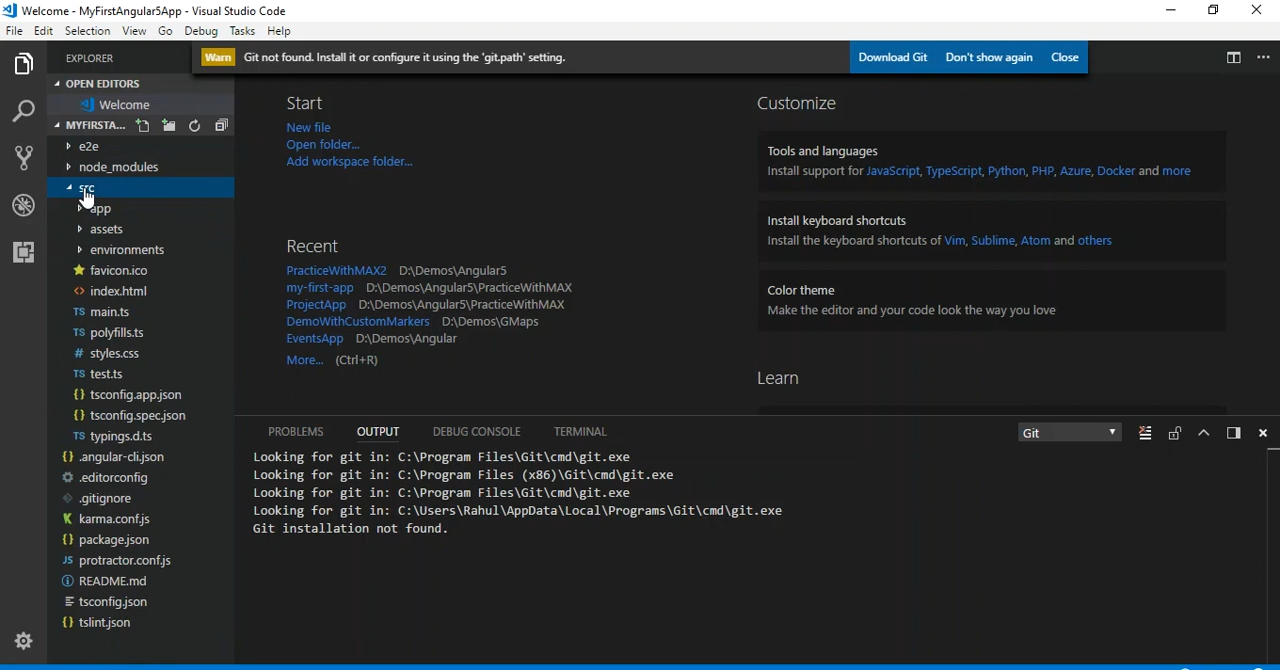 Welcome - MyFirstAngular5App - Visual Studio Code
File Edit Selection View Go Debug Tasks Help
EXPLORER
Warn Git not found. Install it or configure it using the 'git.path' setting. Download Git Don't show again Close
OPEN EDITORS
Welcome
MYFIRSTA...
e2e
node_modules
src
app
assets
environments
favicon.ico
index.html
TS main.ts
TS polyfills.ts
# styles.css
TS test.ts
{ } tsconfig.app.json
{ } tsconfig.spec.json
TS typings.d.ts
{ } .angular-cli.json
.editorconfig
.gitignore
karma.conf.js
{ } package.json
JS protractor.conf.js
README.md
tsconfig.json
{ } tslint.json
Start
New file
Open folder...
Add workspace folder...
Recent
PracticeWithMAX2 D:\Demos\Angular5
my-first-app D:\Demos\Angular5\PracticeWithMAX
ProjectApp D:\Demos\Angular5\PracticeWithMAX
DemoWithCustomMarkers D:\Demos\GMaps
EventsApp D:\Demos\Angular
More... (Ctrl+R)
Customize
Tools and languages
Install support for JavaScript, TypeScript, Python, PHP, Azure, Docker and more
Install keyboard shortcuts
Install the keyboard shortcuts of Vim, Sublime, Atom and others
Color theme
Make the editor and your code look the way you love
Learn
PROBLEMS OUTPUT DEBUG CONSOLE TERMINAL Git
Looking for git in: C:\Program Files\Git\cmd\git.exe
Looking for git in: C:\Program Files (x86)\Git\cmd\git.exe
Looking for git in: C:\Program Files\Git\cmd\git.exe
Looking for git in: C:\Users\Rahul\AppData\Local\Programs\Git\cmd\git.exe
Git installation not found.